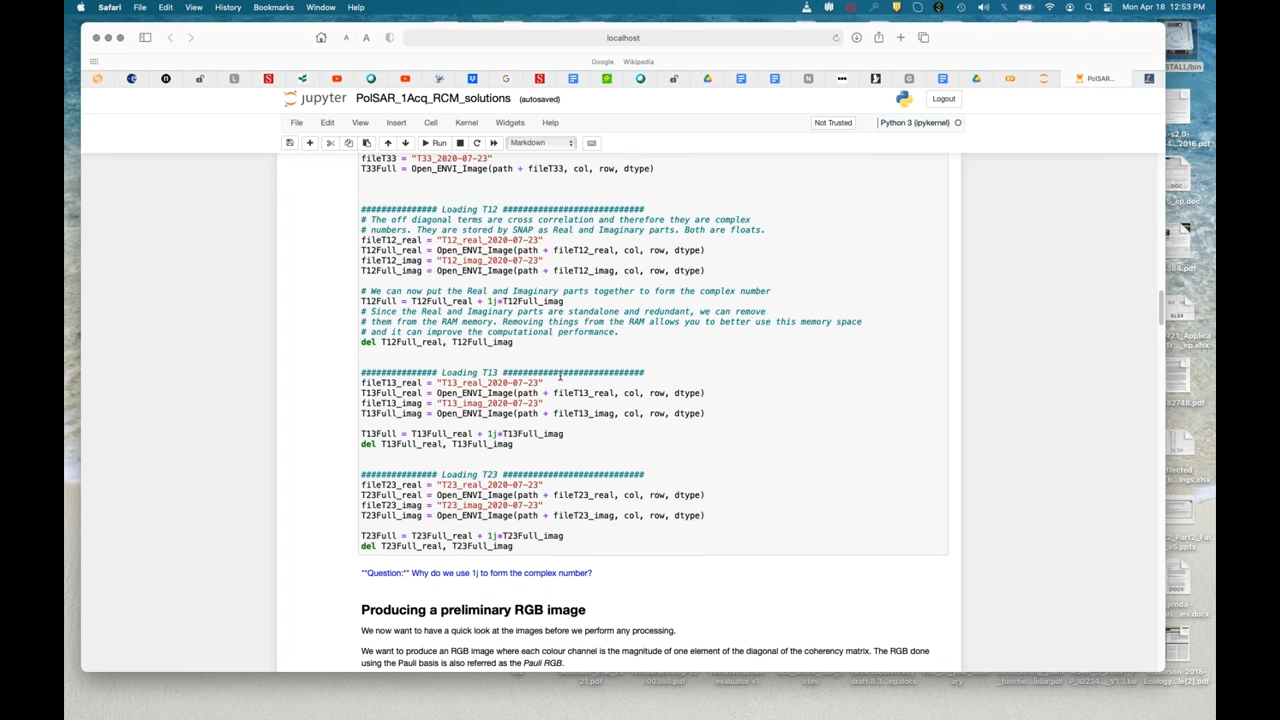 Safari File Edit View History Bookmarks Window Help
Mon Apr 18 12:53 PM
A A localhost
Google Wikipedia
PolSAR...
jupyter PolSAR_1Acq_RCM_solutions (autosaved)
Logout
File Edit View Insert Cell Kernel Widgets Help
Not Trusted Python 3 (ipykernel)
Run Markdown
fileT33 = "T33_2020-07-23"
T33Full = Open_ENVI_Image(path + fileT33, col, row, dtype)
############### Loading T12 ############################
# The off diagonal terms are cross correlation and therefore they are complex
# numbers. They are stored by SNAP as Real and Imaginary parts. Both are floats.
fileT12_real = "T12_real_2020-07-23"
T12Full_real = Open_ENVI_Image(path + fileT12_real, col, row, dtype)
fileT12_imag = "T12_imag_2020-07-23"
T12Full_imag = Open_ENVI_Image(path + fileT12_imag, col, row, dtype)
# We can now put the Real and Imaginary parts together to form the complex number
T12Full = T12Full_real + 1j*T12Full_imag
# Since the Real and Imaginary parts are standalone and redundant, we can remove
# them from the RAM memory. Removing things from the RAM allows you to better use this memory space
# and it can improve the computational performance.
del T12Full_real, T12Full_imag
############### Loading T13 ############################
fileT13_real = "T13_real_2020-07-23"
T13Full_real = Open_ENVI_Image(path + fileT13_real, col, row, dtype)
fileT13_imag = "T13_imag_2020-07-23"
T13Full_imag = Open_ENVI_Image(path + fileT13_imag, col, row, dtype)
T13Full = T13Full_real + 1j*T13Full_imag
del T13Full_real, T13Full_imag
############### Loading T23 ############################
fileT23_real = "T23_real_2020-07-23"
T23Full_real = Open_ENVI_Image(path + fileT23_real, col, row, dtype)
fileT23_imag = "T23_imag_2020-07-23"
T23Full_imag = Open_ENVI_Image(path + fileT23_imag, col, row, dtype)
T23Full = T23Full_real + 1j*T23Full_imag
del T23Full_real, T23Full_imag
**Question:** Why do we use 1j to form the complex number?
Producing a preliminary RGB image
We now want to have a quick look at the images before we perform any processing.
We want to produce an RGB image where each colour channel is the magnitude of one element of the diagonal of the coherency matrix. The RGB done
using the Pauli basis is also referred as the Pauli RGB.